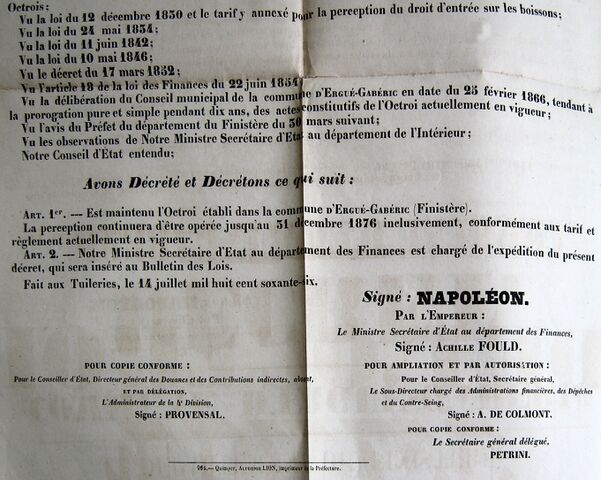 Octrois:
Vu la loi du 12 décembre 1830 et le tarif y annexé pour la perception du droit d'entrée sur les boissons;
Vu la loi du 24 mai 1834;
Vu la loi du 11 juin 1842;
Vu la loi du 10 mai 1846;
Vu le décret du 17 mars 1852;
Vu l'article 18 de la loi des Finances du 22 juin 1854;
Vu la délibération du Conseil municipal de la commune D'ERGUÉ-GABÉRIC en date du 25 février 1866, tendant à
la prorogation pure et simple pendant dix ans, des actes constitutifs de l'Octroi actuellement en vigueur;
Vu l'avis du Préfet du département du Finistère du 30 mars suivant;
Vu les observations de Notre Ministre Secrétaire d'Etat au département de l'Intérieur;
Notre Conseil d'Etat entendu;
Avons Décrété et Décrétons ce qui suit:
ART. 1er. — Est maintenu l'Octroi établi dans la commune D'ERGUÉ-GABÉRIC (Finistère).
La perception continuera d'être opérée jusqu'au 31 décembre 1876 inclusivement, conformément aux tarif et
règlement actuellement en vigueur.
ART. 2. — Notre Ministre Secrétaire d'Etat au département des Finances est chargé de l'expédition du présent
décret, qui sera inséré au Bulletin des Lois.
Fait aux Tuileries, le 14 juillet mil huit cent soxante-six.
Signé: NAPOLÉON.
PAR L'EMPEREUR:
Le Ministre Secrétaire d'État au département des Finances,
Signé: ACHILLE FOULD.
POUR COPIE CONFORME:
Pour le Conseiller d'État, Directeur général des Douanes et des Contributions indirectes, absent,
ET PAR DÉLÉGATION,
L'Administrateur de la 4e Division,
Signé: PROVENSAL.
POUR AMPLIATION ET PAR AUTORISATION:
Pour le Conseiller d'État, Secrétaire général,
Le Sous-Directeur chargé des Administrations financières, des Dépêches
et du Contre-Seing,
Signé: A. DE COLMONT.
POUR COPIE CONFORME:
Le Secrétaire général délégué,
PETRINI.
964.— Quimper, ALPHONSE LION, imprimeur de la Préfecture.